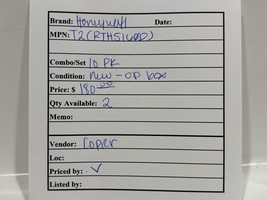 Brand: Honeywell Date:
MPN: T2 (RTH5160D)
Combo/Set 10 PK
Condition: new - op box
Price: $ 180.00
Qty Available: 2
Memo:
Vendor: Copier
Loc:
Priced by: ✓
Listed by: